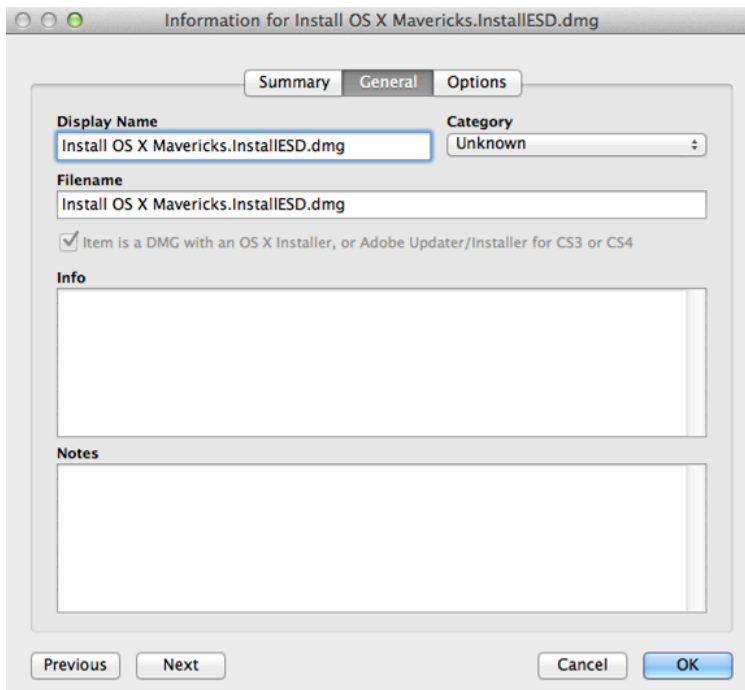 Information for Install OS X Mavericks.InstallESD.dmg
Summary General Options
Display Name Category
Install OS X Mavericks.InstallESD.dmg Unknown
Filename
Install OS X Mavericks.InstallESD.dmg
Item is a DMG with an OS X Installer, or Adobe Updater/Installer for CS3 or CS4
Info
Notes
Previous Next Cancel OK